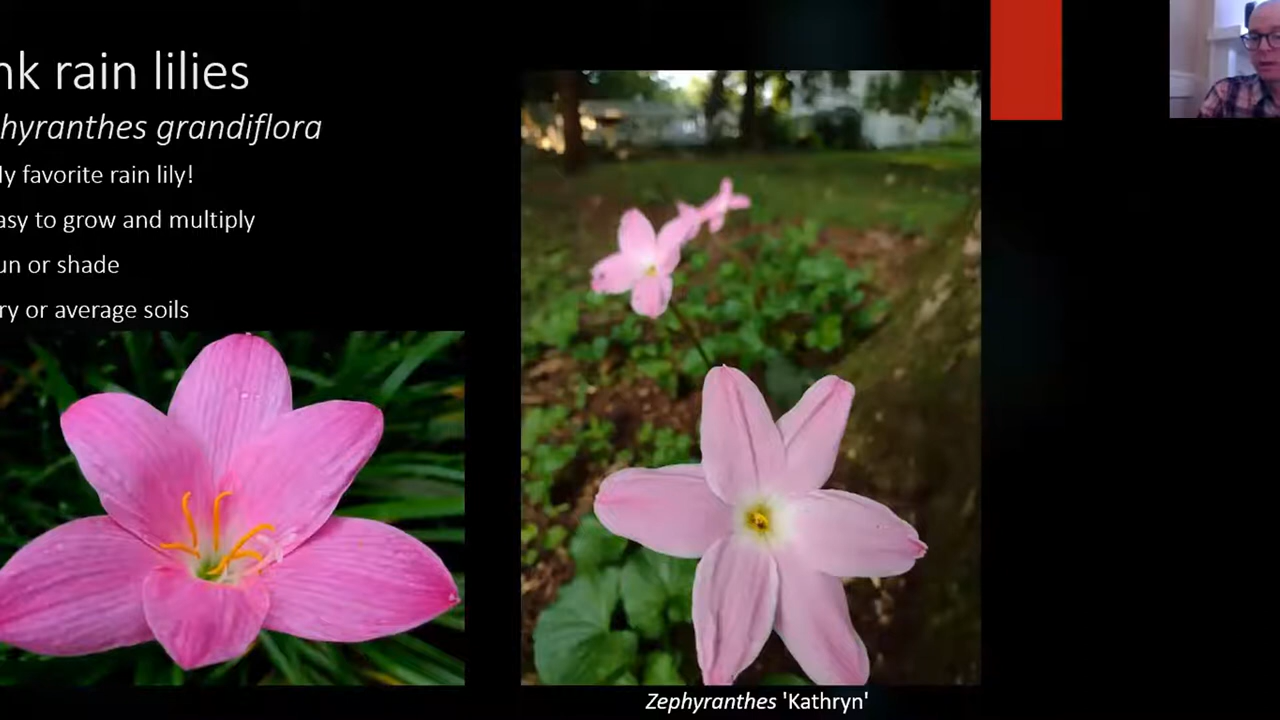 nk rain lilies
hyranthes grandiflora
y favorite rain lily!
asy to grow and multiply
un or shade
ry or average soils
Zephyranthes 'Kathryn'